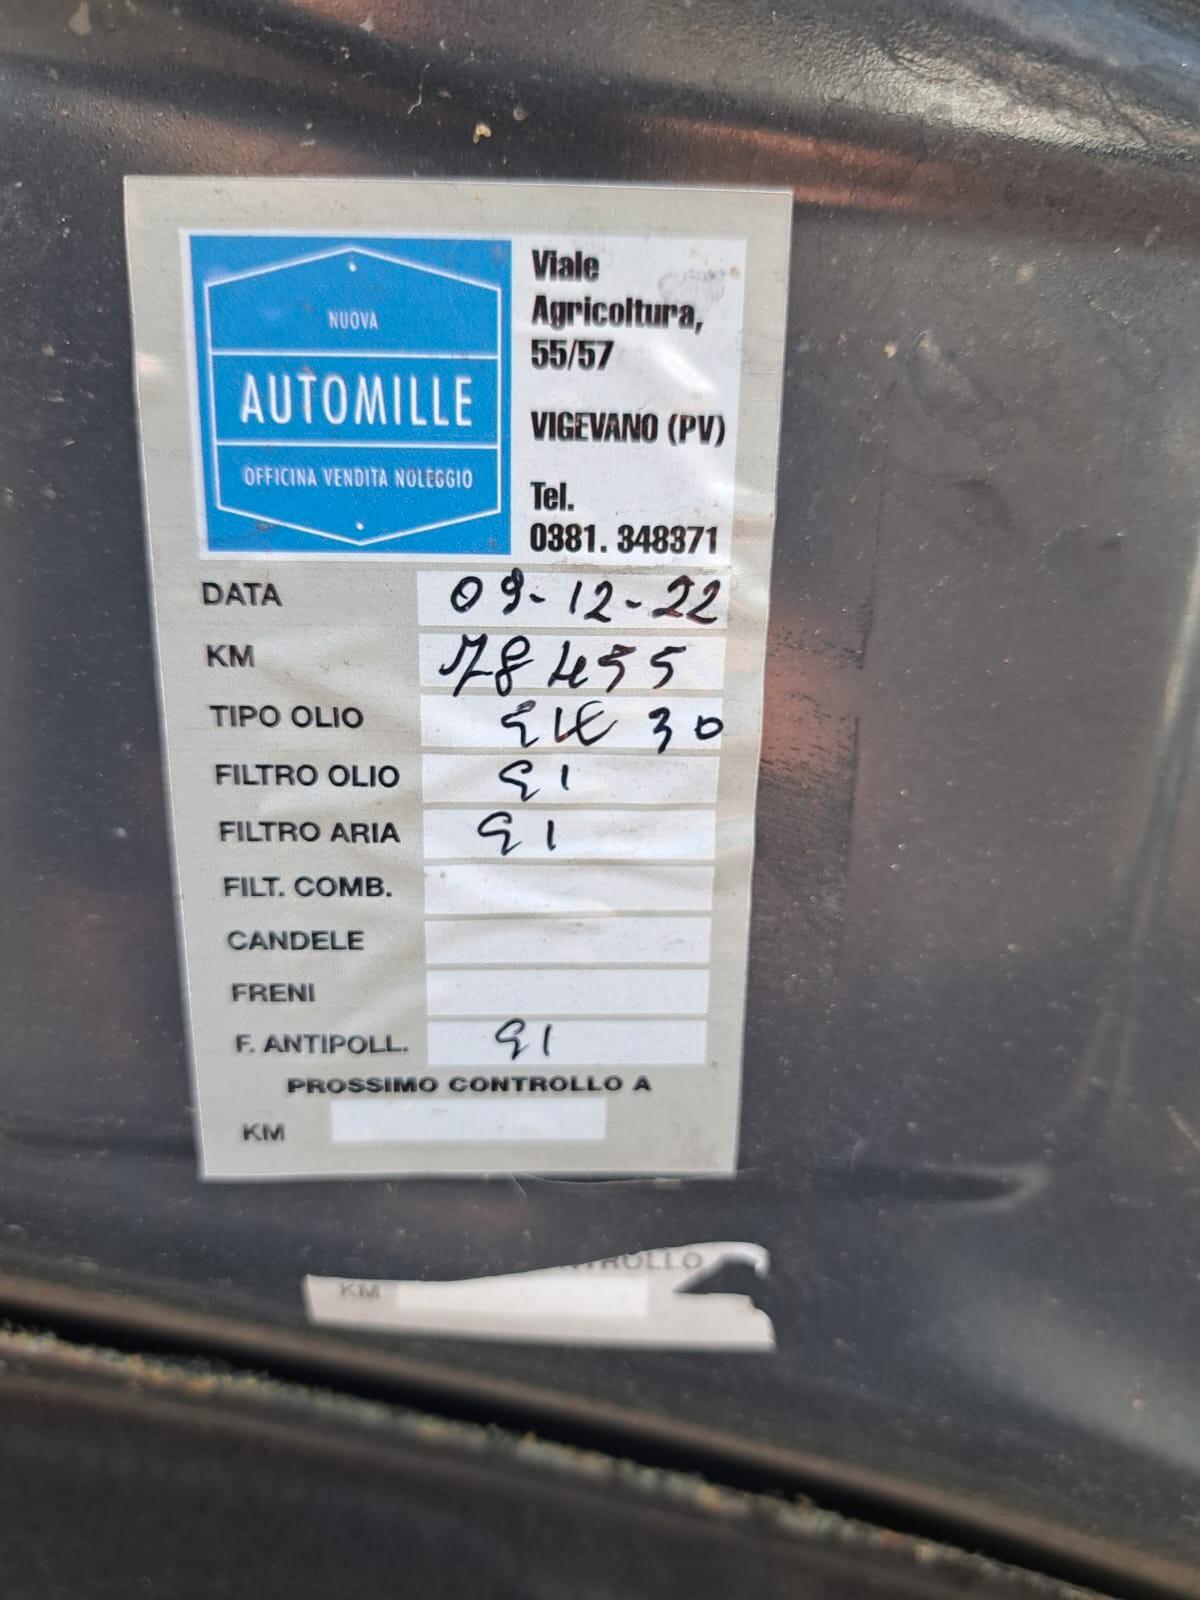 NUOVA
AUTOMILLE
OFFICINA VENDITA NOLEGGIO
Viale
Agricoltura,
55/57
VIGEVANO (PV)
Tel.
0381. 348371
DATA 09-12-22
KM 78455
TIPO OLIO 30
FILTRO OLIO SI
FILTRO ARIA SI
FILT. COMB.
CANDELE
FRENI
F. ANTIPOLL. SI
PROSSIMO CONTROLLO A
KM
KM